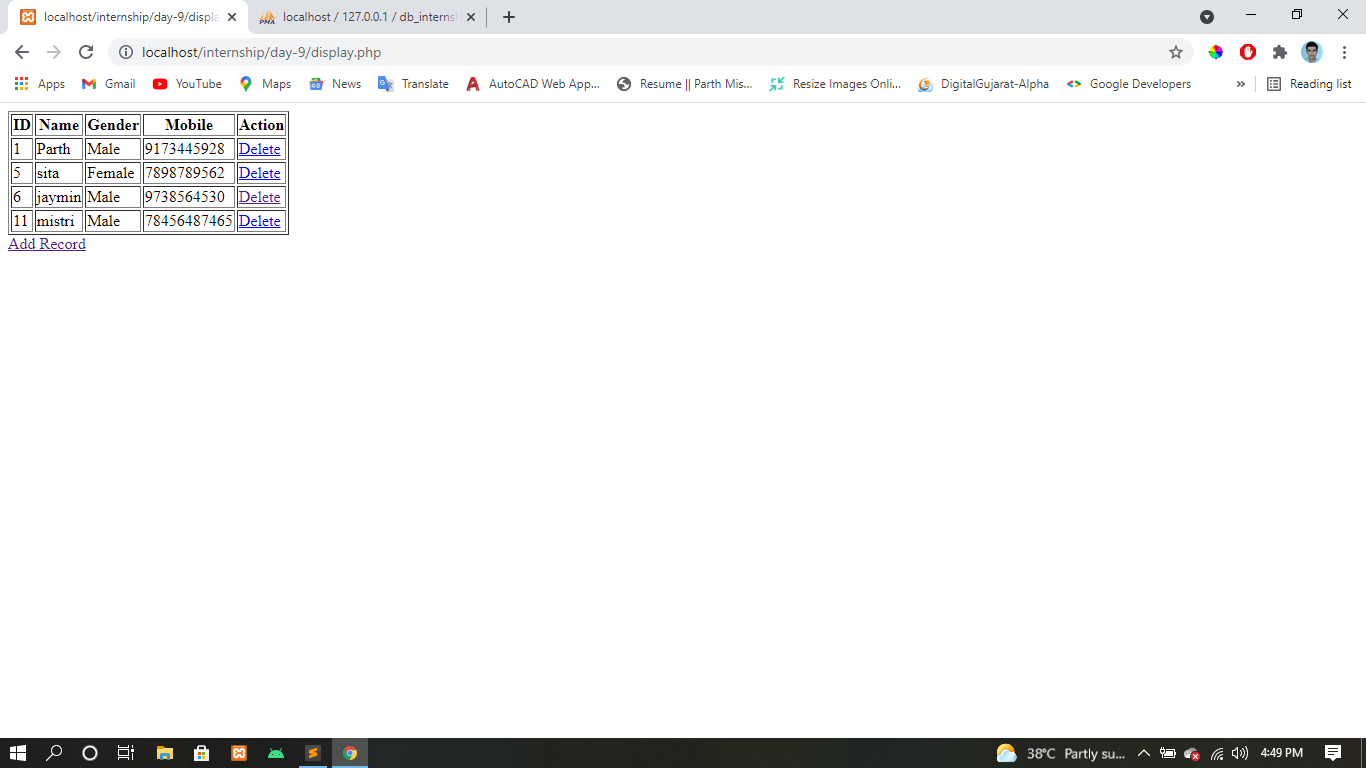 localhost/internship/day-9/displa
localhost / 127.0.0.1 / db_interns
localhost/internship/day-9/display.php
Apps Gmail YouTube Maps News Translate AutoCAD Web App... Resume || Parth Mis... Resize Images Onli... DigitalGujarat-Alpha Google Developers » Reading list
ID Name Gender Mobile Action
1 Parth Male 9173445928 Delete
5 sita Female 7898789562 Delete
6 jaymin Male 9738564530 Delete
11 mistri Male 78456487465 Delete
Add Record
38°C Partly su... 4:49 PM